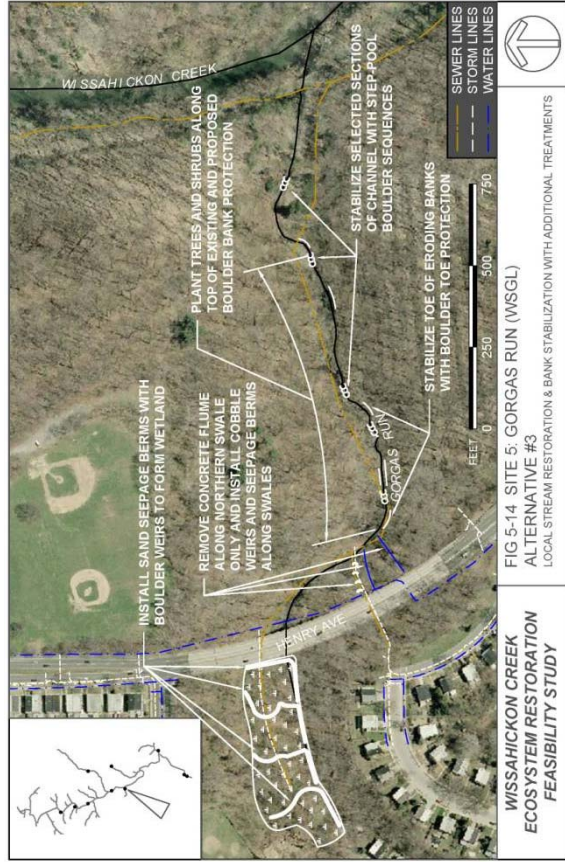 WISSAHICKON CREEK
PLANT TREES AND SHRUBS ALONG
TOP OF EXISTING AND PROPOSED
BOULDER BANK PROTECTION
INSTALL SAND SEEPAGE BERMS WITH
BOULDER WEIRS TO FORM WETLAND
REMOVE CONCRETE FLUME
ALONG NORTHERN SWALE
ONLY AND INSTALL COBBLE
WEIRS AND SEEPAGE BERMS
ALONG SWALES
STABILIZE SELECTED SECTIONS
OF CHANNEL WITH STEP-POOL
BOULDER SEQUENCES
HENRY AVE
GORGAS RUN
STABILIZE TOE OF ERODING BANKS
WITH BOULDER TOE PROTECTION
SEWER LINES
STORM LINES
WATER LINES
FEET
0 250 500 750
WISSAHICKON CREEK
ECOSYSTEM RESTORATION
FEASIBILITY STUDY
FIG 5-14 SITE 5: GORGAS RUN (WSGL)
ALTERNATIVE #3
LOCAL STREAM RESTORATION & BANK STABILIZATION WITH ADDITIONAL TREATMENTS